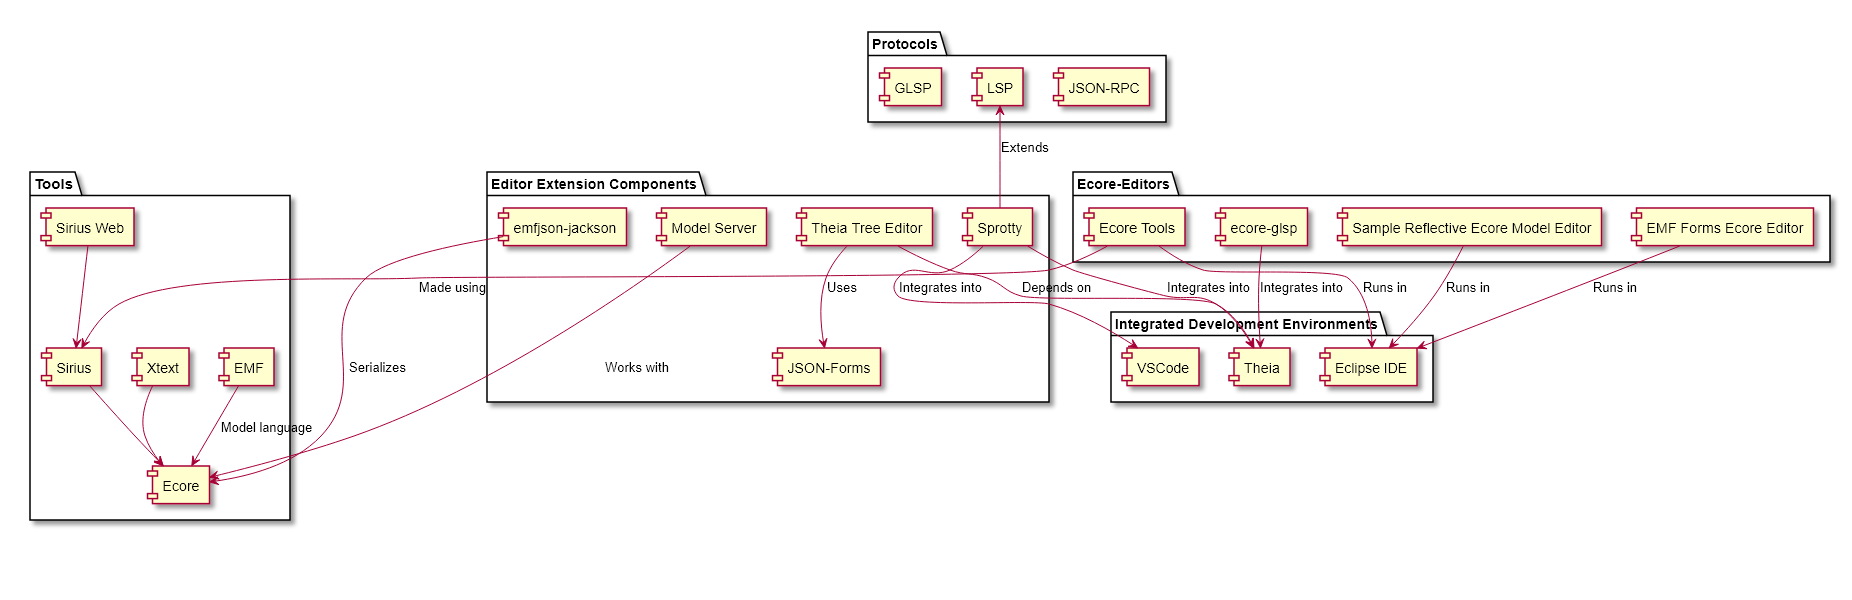 Protocols
GLSP
LSP
JSON-RPC
Extends
Tools
Editor Extension Components
Ecore-Editors
Sirius Web
emfjson-jackson
Model Server
Theia Tree Editor
Sprotty
Ecore Tools
ecore-glsp
Sample Reflective Ecore Model Editor
EMF Forms Ecore Editor
Made using
Uses
Integrates into
Depends on
Integrates into
Integrates into
Runs in
Runs in
Runs in
Integrated Development Environments
Sirius
Xtext
EMF
Serializes
Works with
JSON-Forms
VSCode
Theia
Eclipse IDE
Model language
Ecore